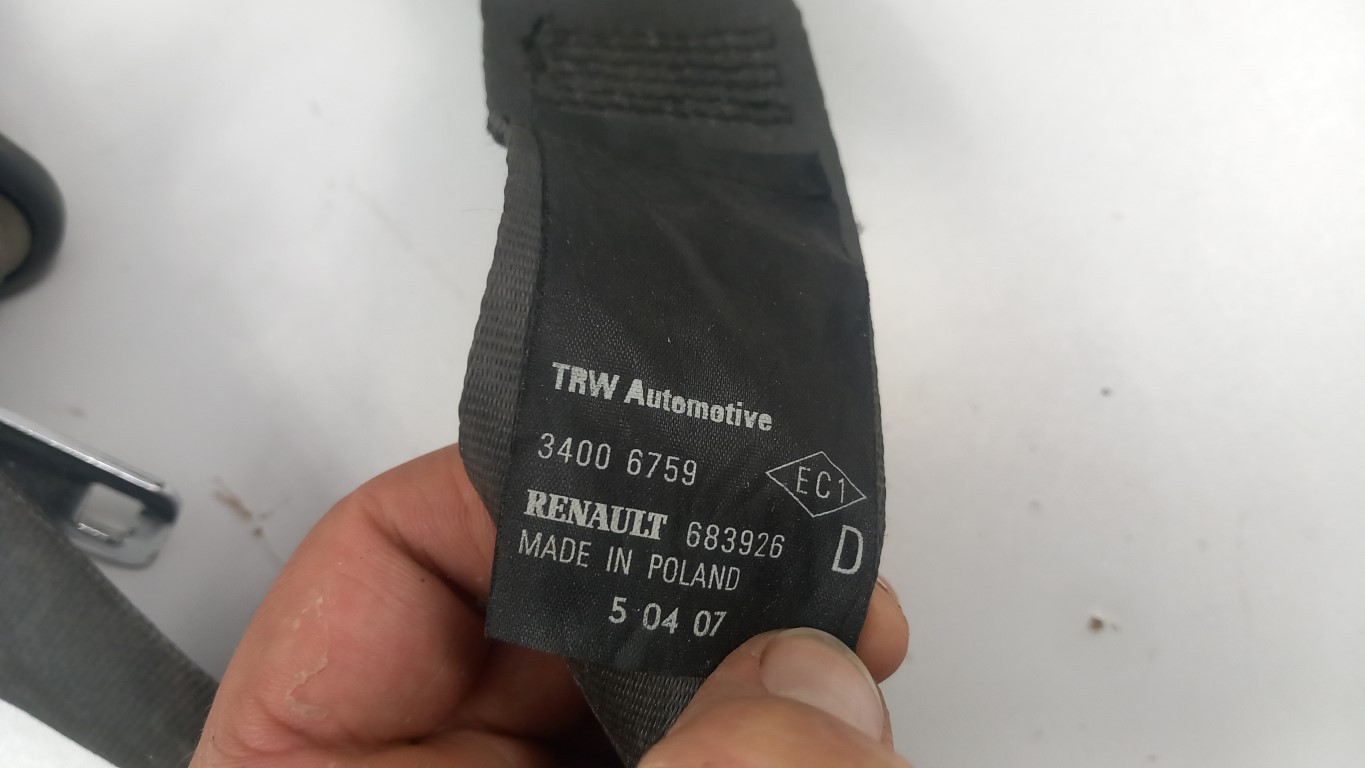 TRW Automotive
3400 6759
EC1
RENAULT 683926
D
MADE IN POLAND
5 04 07